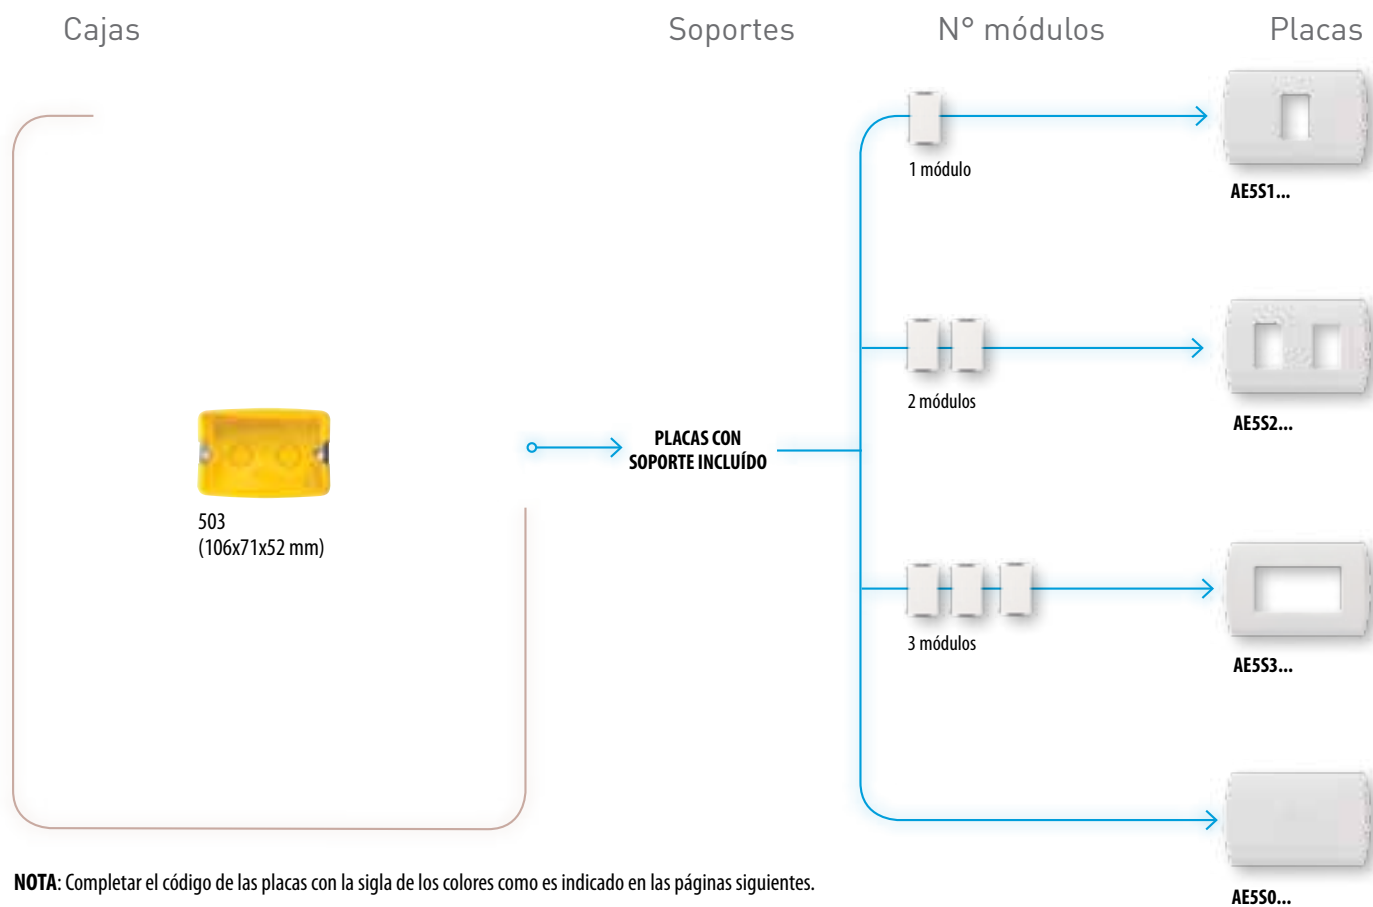 Cajas
Soportes
N° módulos
Placas
1 módulo
AE5S1...
2 módulos
AE5S2...
PLACAS CON
SOPORTE INCLUÍDO
503
(106x71x52 mm)
3 módulos
AE5S3...
NOTA: Completar el código de las placas con la sigla de los colores como es indicado en las páginas siguientes.
AE5S0...